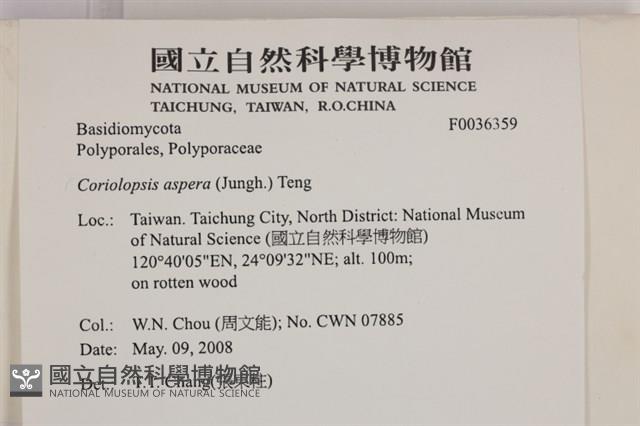 國立自然科學博物館
NATIONAL MUSEUM OF NATURAL SCIENCE
TAICHUNG, TAIWAN, R.O.CHINA
Basidiomycota F0036359
Polyporales, Polyporaceae
Coriolopsis aspera (Jungh.) Teng
Loc.: Taiwan. Taichung City, North District: National Museum
of Natural Science (國立自然科學博物館)
120°40'05"EN, 24°09'32"NE; alt. 100m;
on rotten wood
Col.: W.N. Chou (周文能); No. CWN 07885
Date: May. 09, 2008
Det.: Chang
國立自然科學博物館
NATIONAL MUSEUM OF NATURAL SCIENCE